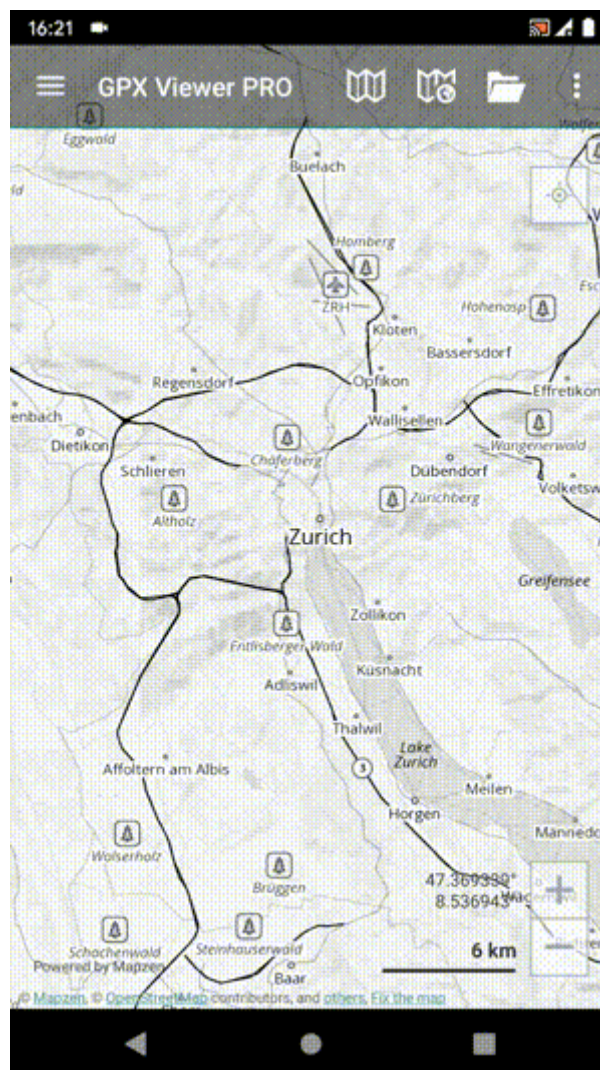 16:21
GPX Viewer PRO
Eggwald
Buelach
Homberg
ZRH
Hohenasp
Kloten
Bassersdorf
Regensdorf
Opfikon
Effretikon
enbach
Wallisellen
Dietikon
Chäferberg
Wangenerwald
Schlieren
Dübendorf
Volketsw
Altholz
Zürichberg
Zurich
Greifensee
Zollikon
Entlisberger Wald
Küsnacht
Adliswil
Thalwil
Lake
Zurich
3
Affoltern am Albis
Meilen
Horgen
Mannedo
Wolserholz
47.369339°
Brüggen
8.536943°
Schachenwald
Steinhauserwald
6 km
Powered by Mapzen
Baar
© Mapzen, © OpenStreetMap contributors, and others, Fix the map